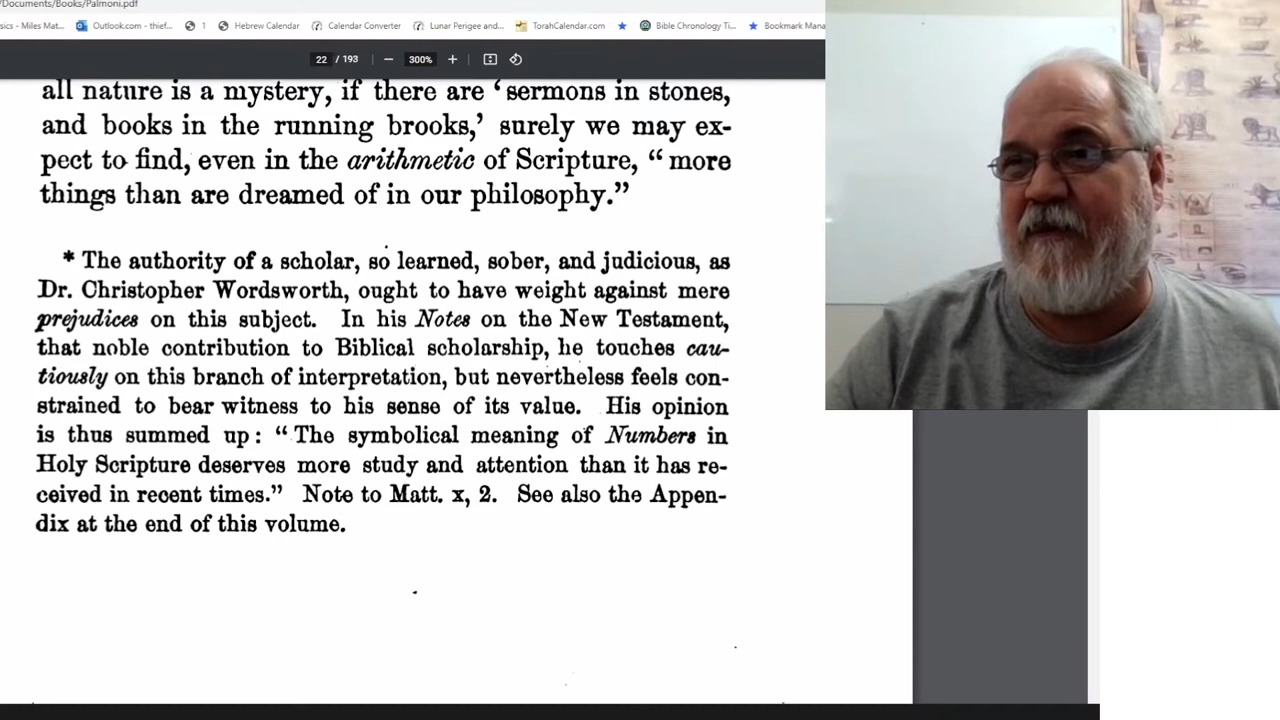 /Documents/Books/Palmoni.pdf
sics - Miles Mat... Outlook.com - thief... 1 Hebrew Calendar Calendar Converter Lunar Perigee and... TorahCalendar.com Bible Chronology Ti... Bookmark Manag
22 / 193 300%
all nature is a mystery, if there are ‘sermons in stones,
and books in the running brooks,’ surely we may ex-
pect to find, even in the arithmetic of Scripture, “more
things than are dreamed of in our philosophy.”
* The authority of a scholar, so learned, sober, and judicious, as
Dr. Christopher Wordsworth, ought to have weight against mere
prejudices on this subject. In his Notes on the New Testament,
that noble contribution to Biblical scholarship, he touches cau-
tiously on this branch of interpretation, but nevertheless feels con-
strained to bear witness to his sense of its value. His opinion
is thus summed up: “The symbolical meaning of Numbers in
Holy Scripture deserves more study and attention than it has re-
ceived in recent times.” Note to Matt. x, 2. See also the Appen-
dix at the end of this volume.